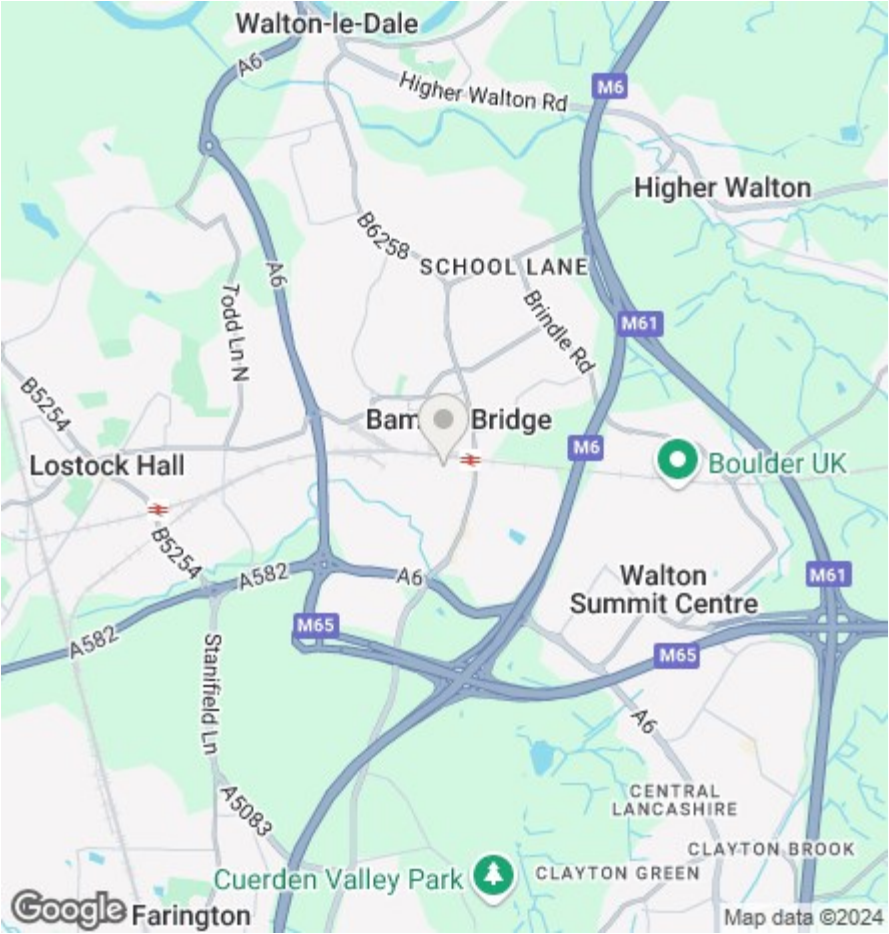 Walton-le-Dale
A6
Higher Walton Rd
M6
Higher Walton
B6258
SCHOOL LANE
A6
Todd Ln N
Brindle Rd
M61
B5254
Bam Bridge
M6
Lostock Hall
Boulder UK
B5254
A582
A6
Walton
Summit Centre
M61
M65
A582
M65
Stanifield Ln
A6
A5083
CENTRAL
LANCASHIRE
CLAYTON BROOK
Cuerden Valley Park
CLAYTON GREEN
Google
Farington
Map data ©2024